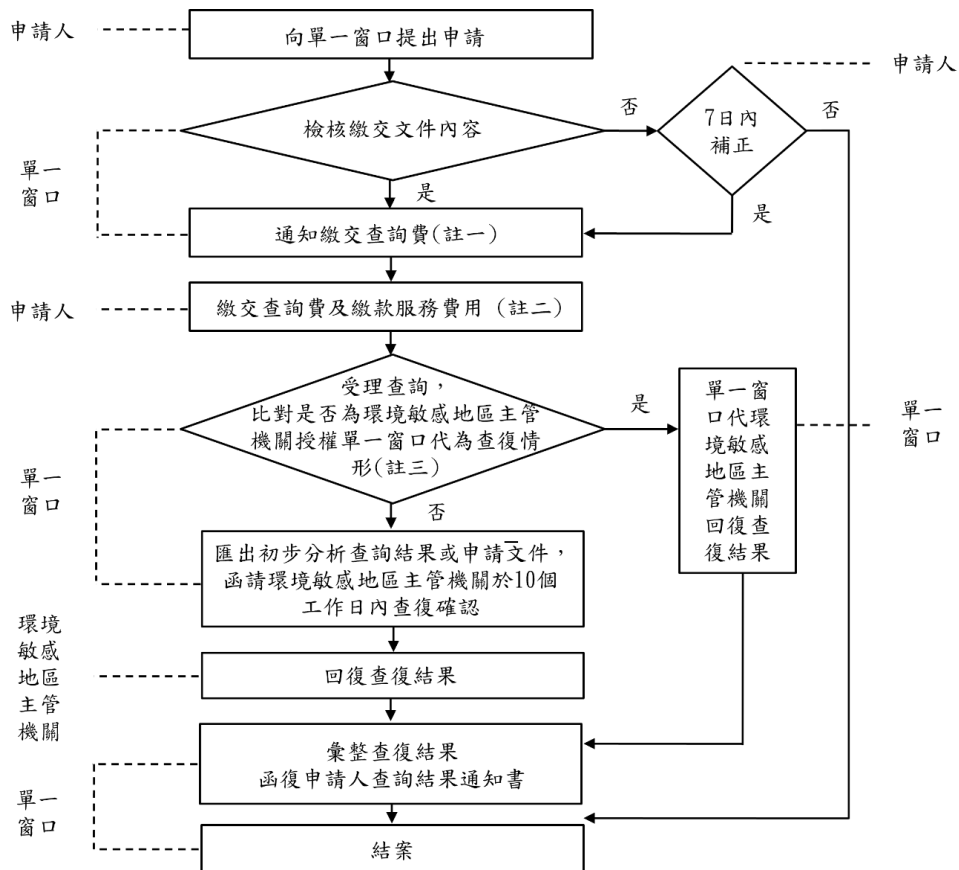 申請人
向單一窗口提出申請
申請人
檢核繳交文件內容
否
7日內
補正
否
單一
窗口
是
是
通知繳交查詢費(註一)
申請人
繳交查詢費及繳款服務費用 (註二)
受理查詢，
比對是否為環境敏感地區主管
機關授權單一窗口代為查復情
形(註三)
是
單一窗
口代環
境敏感
地區主
管機關
回復查
復結果
單一
窗口
單一
窗口
否
匯出初步分析查詢結果或申請文件，
函請環境敏感地區主管機關於10個
工作日內查復確認
環境
敏感
地區
主管
機關
回復查復結果
彙整查復結果
函復申請人查詢結果通知書
單一
窗口
結案